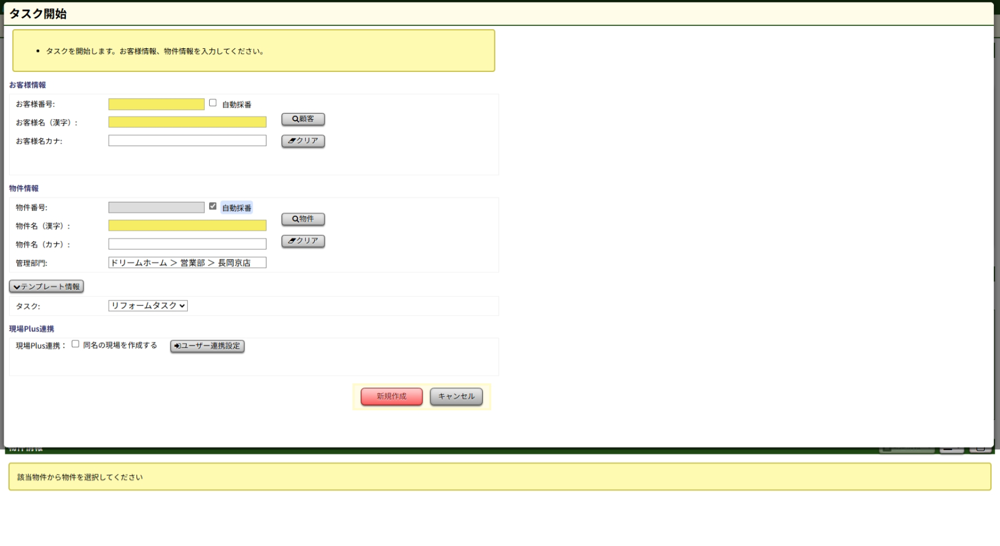 タスク開始
タスクを開始します。お客様情報、物件情報を入力してください。
お客様情報
お客様番号:
自動採番
お客様名（漢字）:
顧客
お客様名カナ:
クリア
物件情報
物件番号:
自動採番
物件名（漢字）:
物件
物件名（カナ）:
クリア
管理部門:
ドリームホーム ＞ 営業部 ＞ 長岡京店
テンプレート情報
タスク:
リフォームタスク
現場Plus連携
現場Plus連携：
同名の現場を作成する
ユーザー連携設定
新規作成
キャンセル
物件情報
該当物件から物件を選択してください